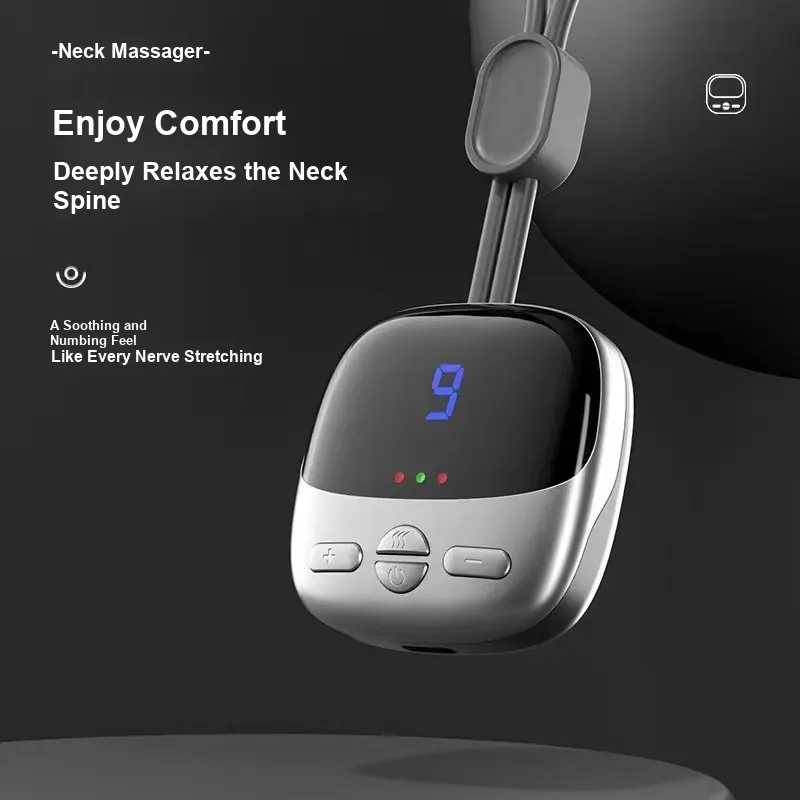 -Neck Massager-
Enjoy Comfort
Deeply Relaxes the Neck
Spine
A Soothing and
Numbing Feel
Like Every Nerve Stretching
9
+
-